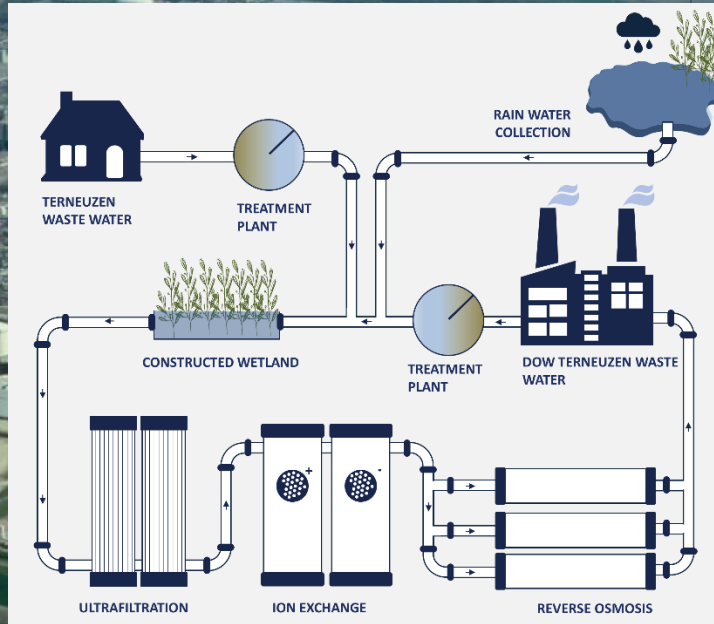 RAIN WATER
COLLECTION
TERNEUZEN
WASTE WATER
TREATMENT
PLANT
CONSTRUCTED WETLAND
TREATMENT
PLANT
DOW TERNEUZEN WASTE
WATER
+
-
ULTRAFILTRATION
ION EXCHANGE
REVERSE OSMOSIS